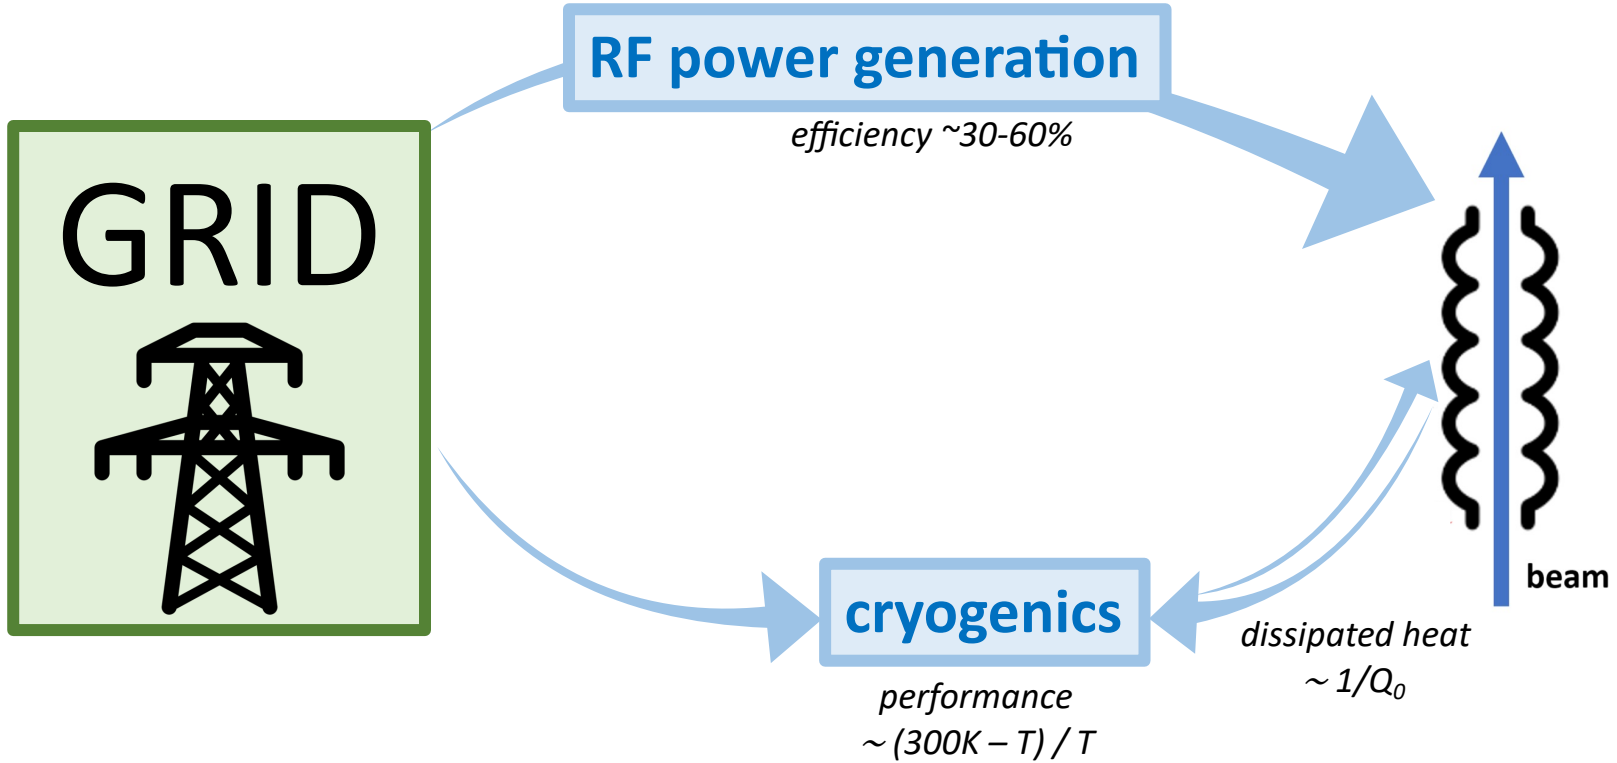 RF power generation
efficiency ~30-60%
GRID
beam
cryogenics
dissipated heat
~ 1/Q₀
performance
~ (300K – T) / T